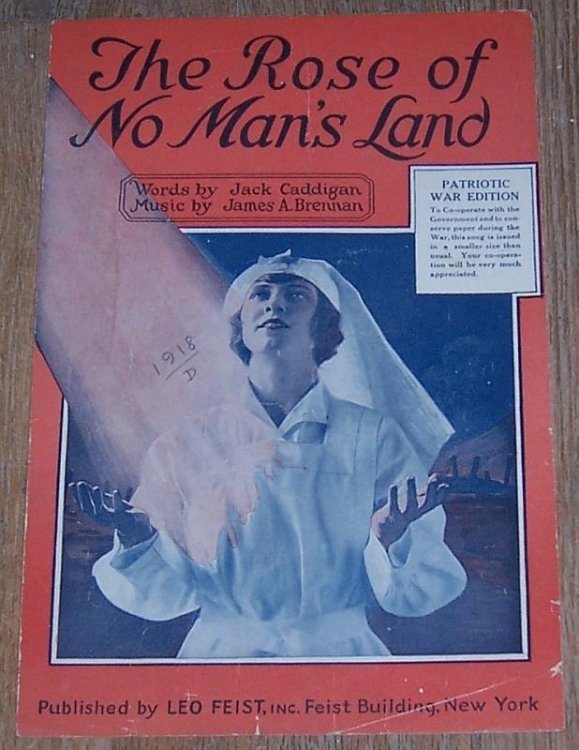 The Rose of
No Man's Land
Words by Jack Caddigan
Music by James A. Brennan
PATRIOTIC
WAR EDITION
To Co-operate with the
Government and to con-
serve paper during the
War, this song is issued
in a smaller size than
usual. Your co-opera-
tion will be very much
appreciated.
1918
D
Published by LEO FEIST, INC. Feist Building, New York